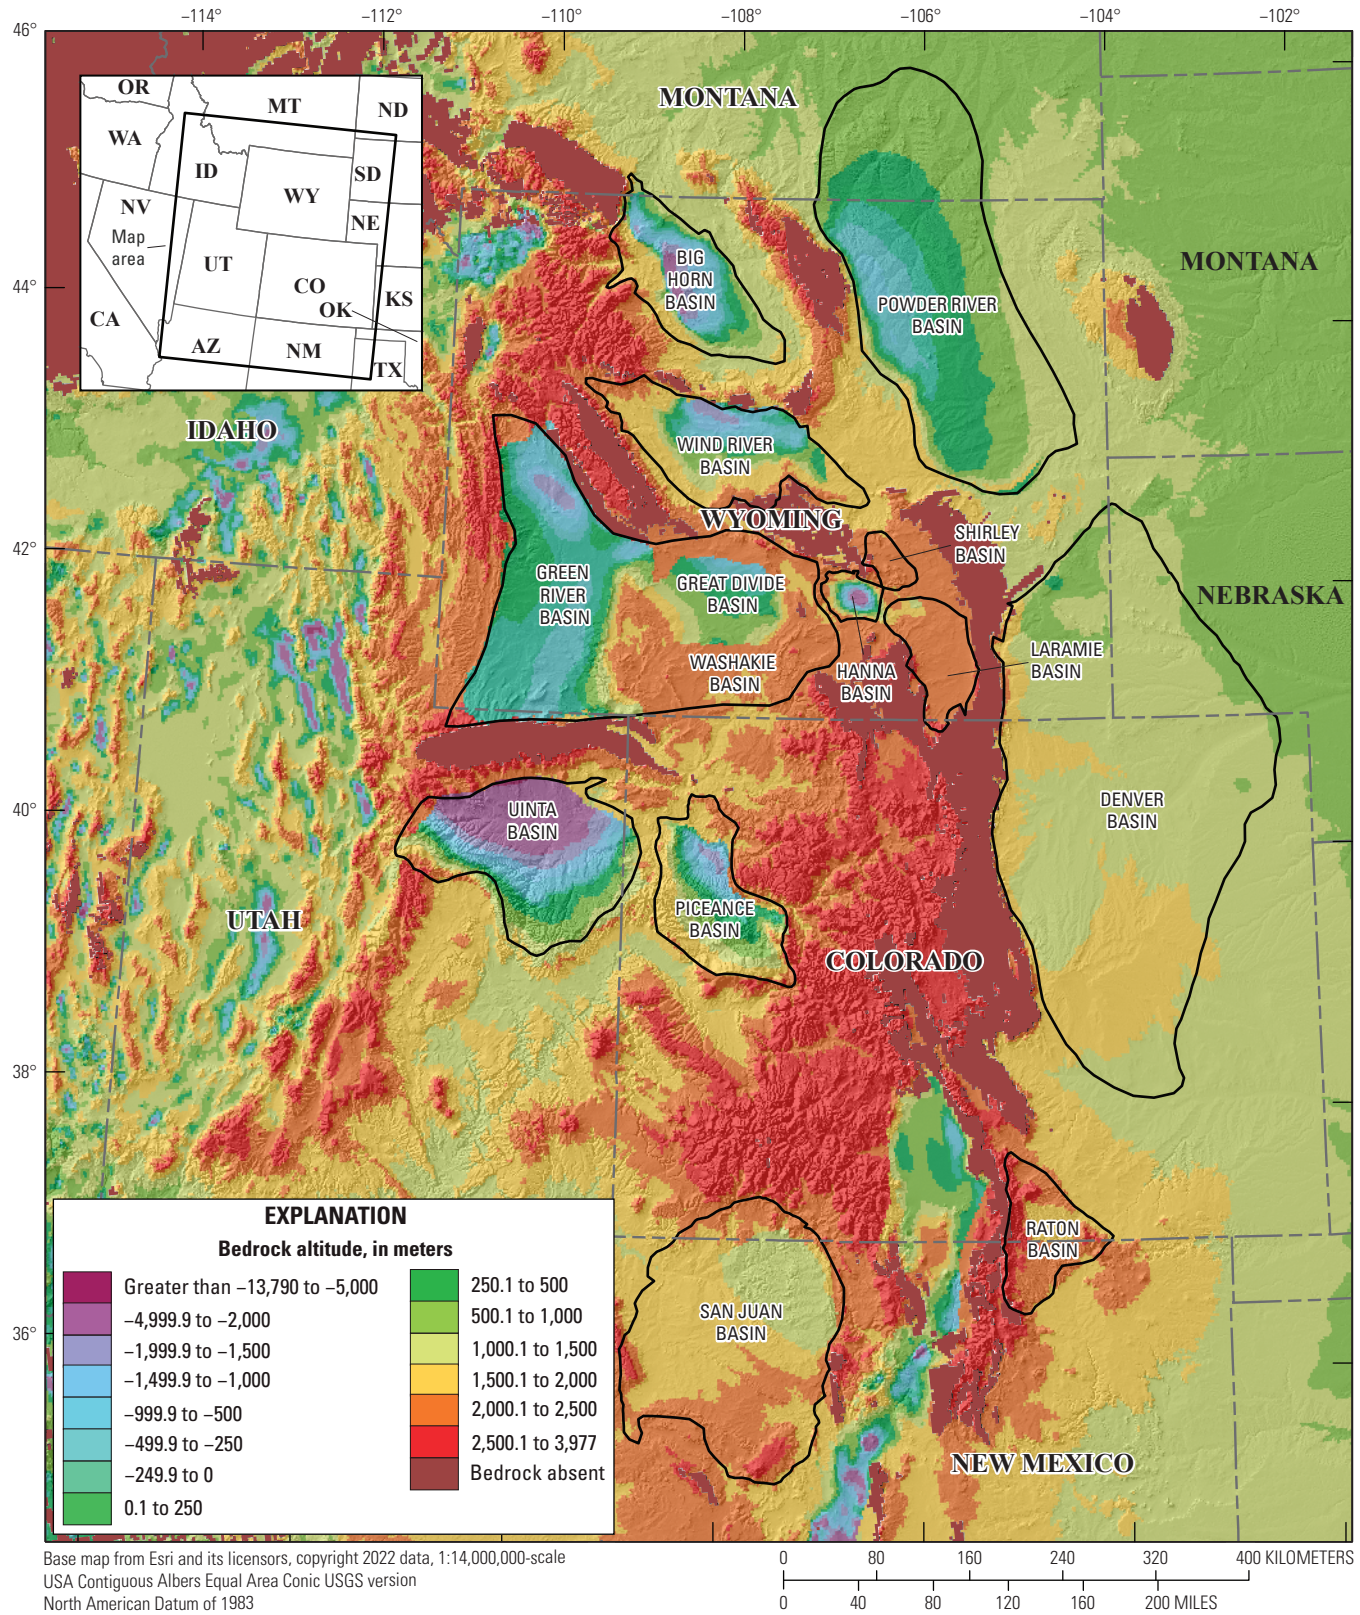 −114° −112° −110° −108° −106° −104° −102°
46°
44°
42°
40°
38°
36°
OR
MT
ND
WA
ID
SD
WY
NV
NE
Map
area
UT
CO
KS
OK
CA
AZ
NM
TX
MONTANA
MONTANA
BIG
HORN
BASIN
POWDER RIVER
BASIN
IDAHO
WIND RIVER
BASIN
WYOMING
SHIRLEY
BASIN
GREEN
RIVER
BASIN
GREAT DIVIDE
BASIN
NEBRASKA
WASHAKIE
BASIN
HANNA
BASIN
LARAMIE
BASIN
UINTA
BASIN
DENVER
BASIN
UTAH
PICEANCE
BASIN
COLORADO
RATON
BASIN
SAN JUAN
BASIN
NEW MEXICO
EXPLANATION
Bedrock altitude, in meters
Greater than −13,790 to −5,000
−4,999.9 to −2,000
−1,999.9 to −1,500
−1,499.9 to −1,000
−999.9 to −500
−499.9 to −250
−249.9 to 0
0.1 to 250
250.1 to 500
500.1 to 1,000
1,000.1 to 1,500
1,500.1 to 2,000
2,000.1 to 2,500
2,500.1 to 3,977
Bedrock absent
Base map from Esri and its licensors, copyright 2022 data, 1:14,000,000-scale
USA Contiguous Albers Equal Area Conic USGS version
North American Datum of 1983
0 80 160 240 320 400 KILOMETERS
0 40 80 120 160 200 MILES